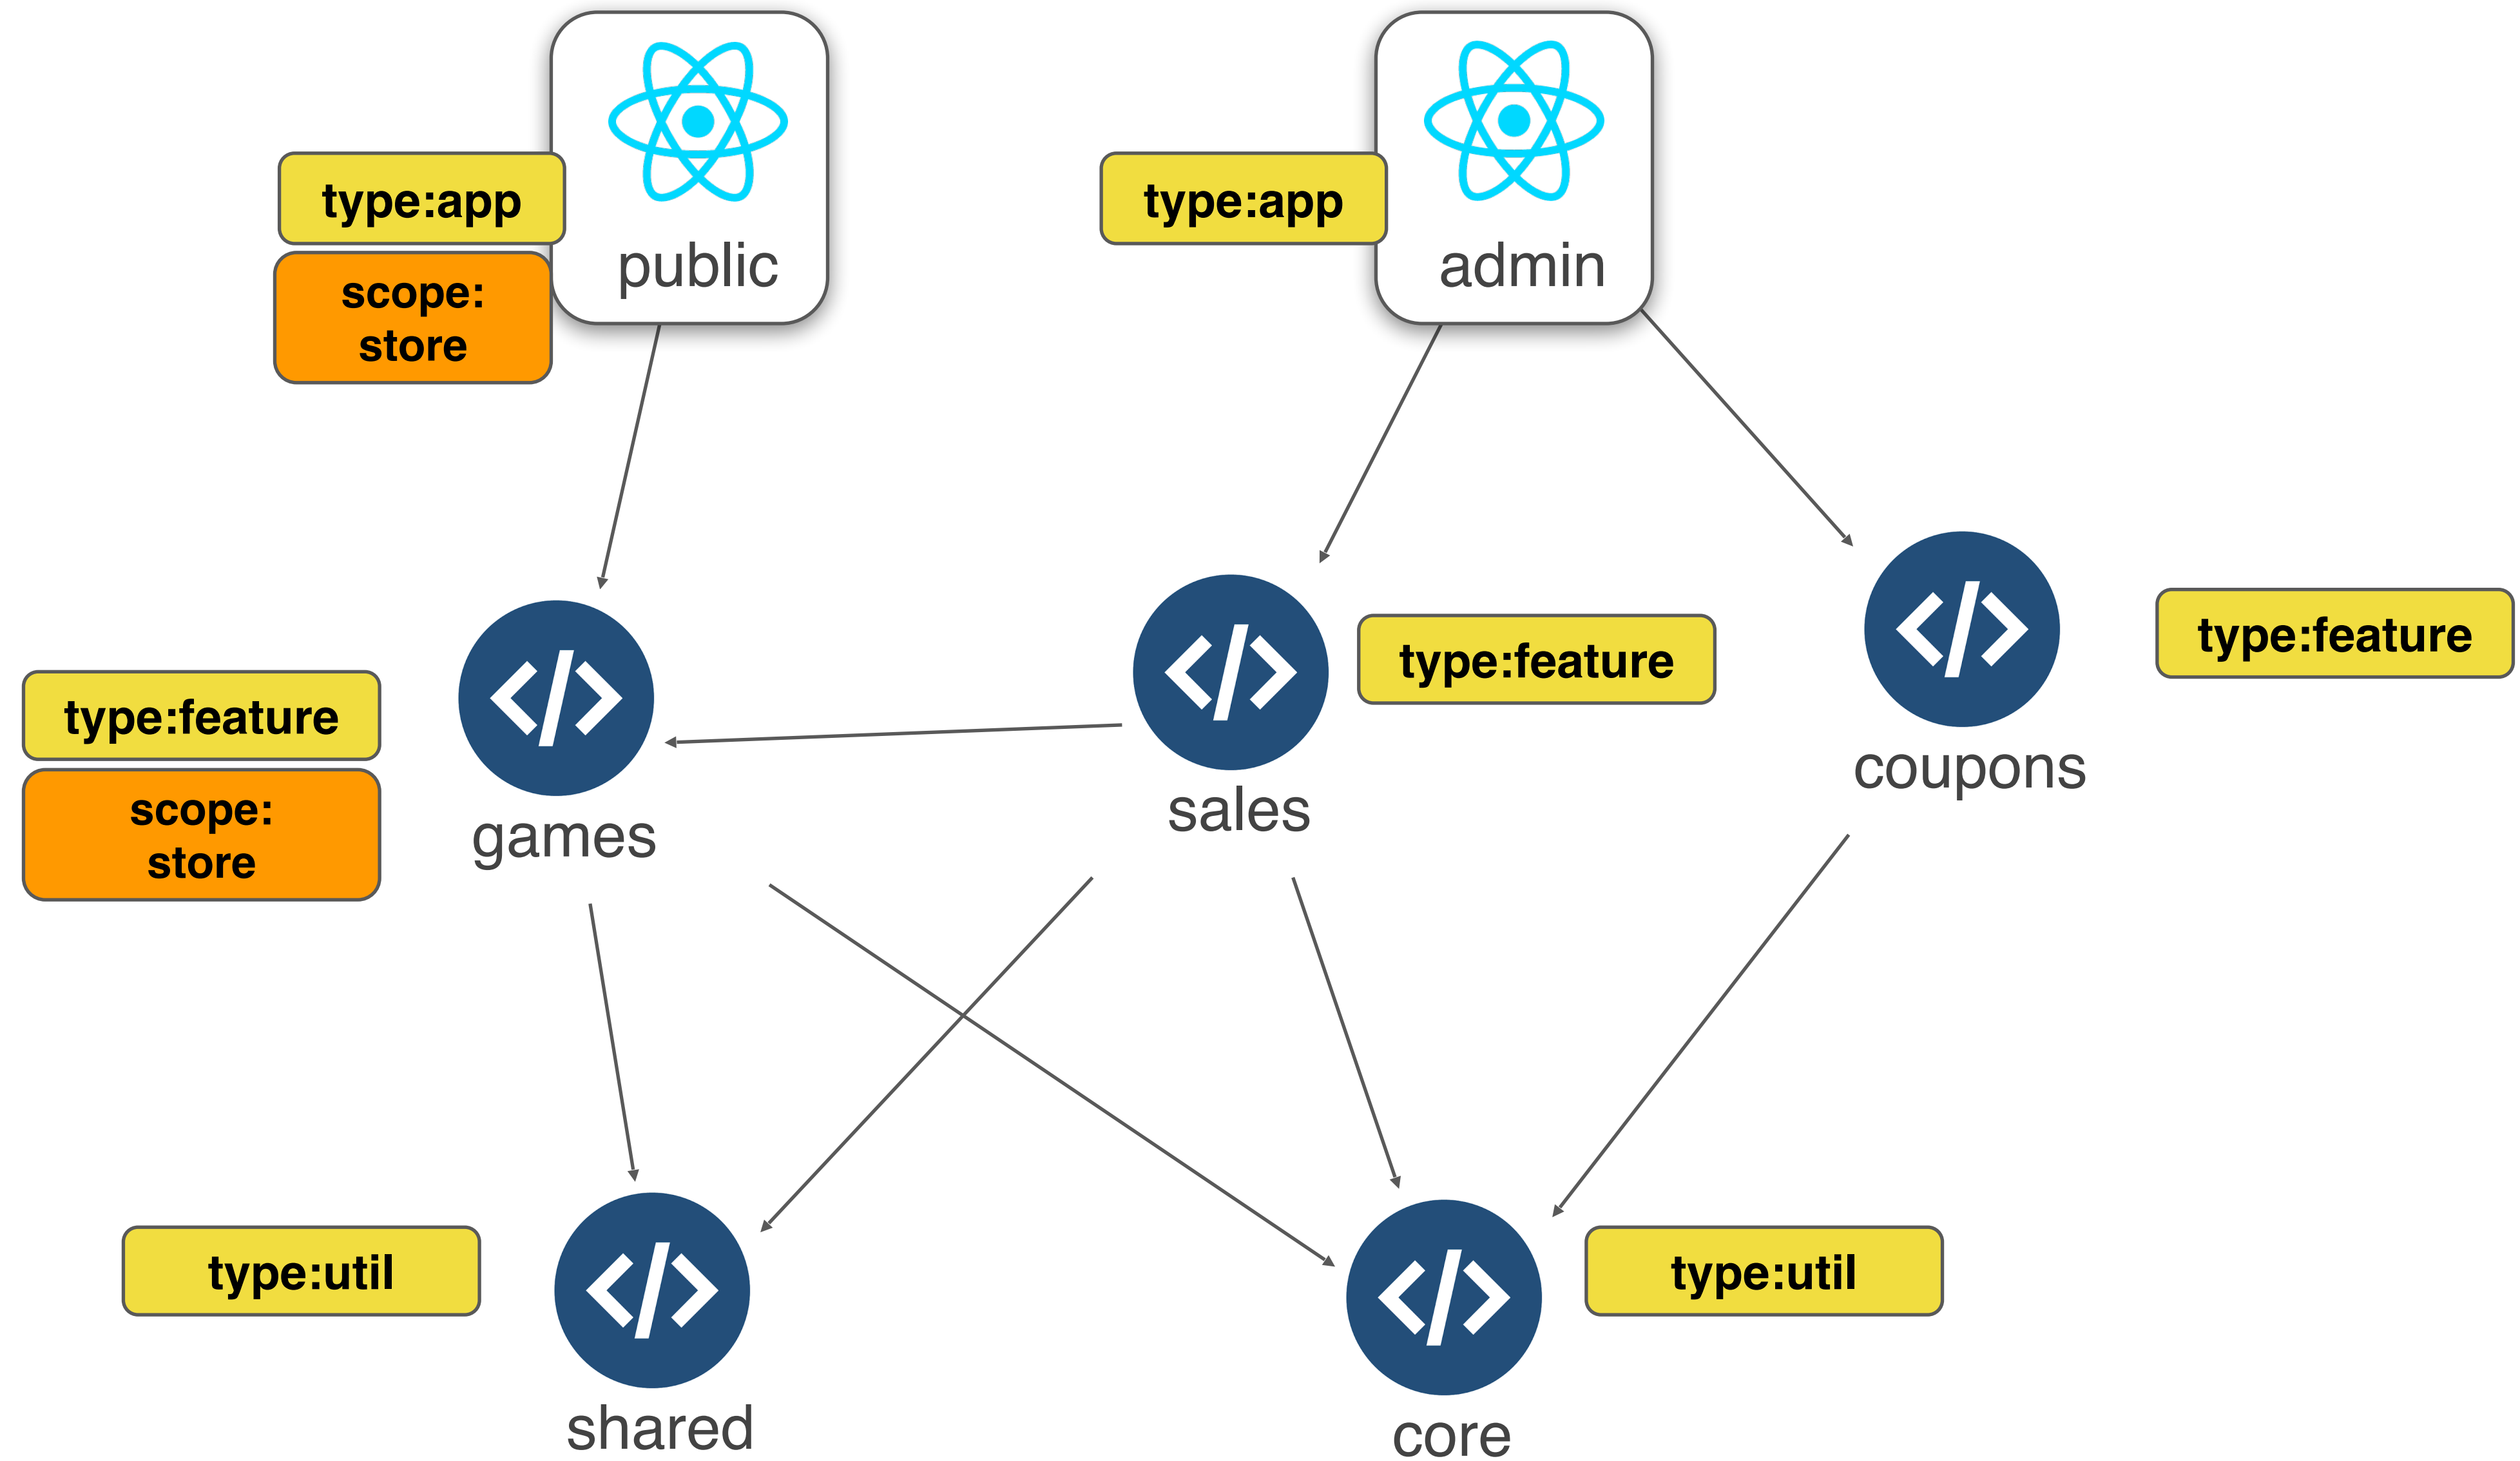 public
admin
type:app
scope:
store
type:app
games
type:feature
scope:
store
sales
type:feature
coupons
type:feature
shared
type:util
core
type:util